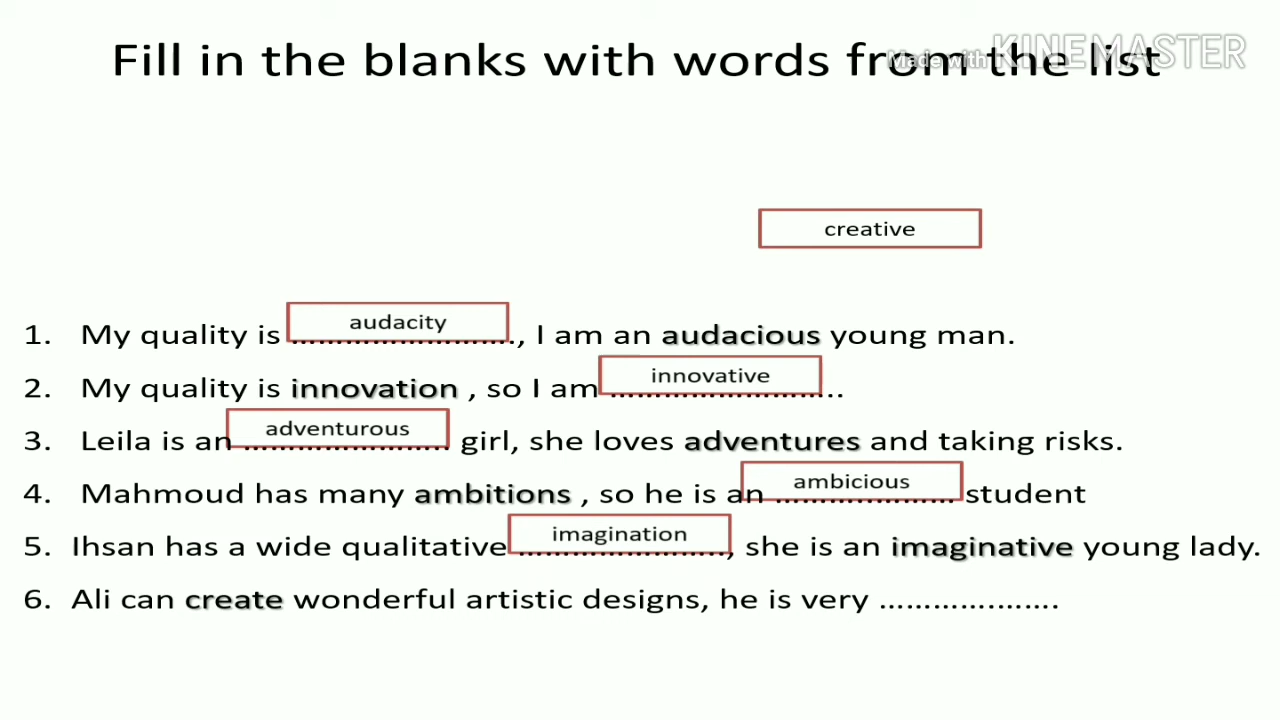 Fill in the blanks with words from the list
Made with KINEMASTER
creative
1. My quality is audacity ........................., I am an audacious young man.
2. My quality is innovation , so I am innovative ..........................
3. Leila is an adventurous ....................... girl, she loves adventures and taking risks.
4. Mahmoud has many ambitions , so he is an ambicious .................... student
5. Ihsan has a wide qualitative imagination ......................., she is an imaginative young lady.
6. Ali can create wonderful artistic designs, he is very ....................